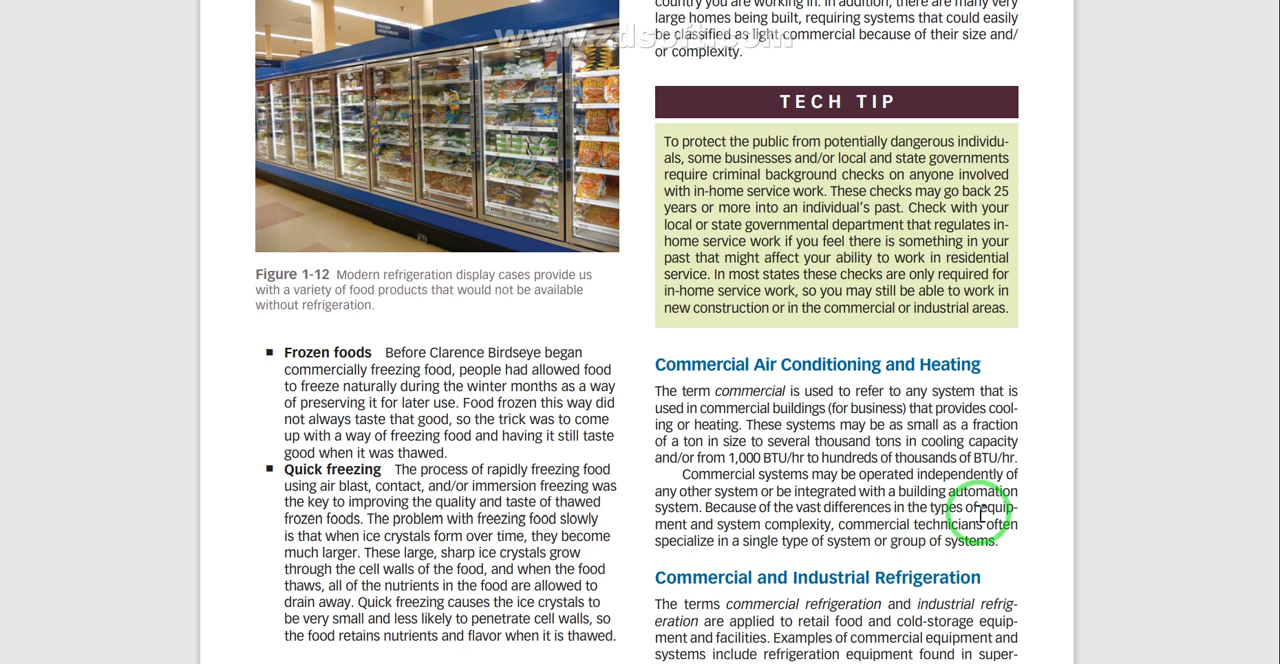 FROZEN
VEGETABLES
Figure 1-12 Modern refrigeration display cases provide us
with a variety of food products that would not be available
without refrigeration.
■ Frozen foods Before Clarence Birdseye began
commercially freezing food, people had allowed food
to freeze naturally during the winter months as a way
of preserving it for later use. Food frozen this way did
not always taste that good, so the trick was to come
up with a way of freezing food and having it still taste
good when it was thawed.
■ Quick freezing The process of rapidly freezing food
using air blast, contact, and/or immersion freezing was
the key to improving the quality and taste of thawed
frozen foods. The problem with freezing food slowly
is that when ice crystals form over time, they become
much larger. These large, sharp ice crystals grow
through the cell walls of the food, and when the food
thaws, all of the nutrients in the food are allowed to
drain away. Quick freezing causes the ice crystals to
be very small and less likely to penetrate cell walls, so
the food retains nutrients and flavor when it is thawed.
country you are working in. In addition, there are many very
large homes being built, requiring systems that could easily
be classified as light commercial because of their size and/
or complexity.
TECH TIP
To protect the public from potentially dangerous individu-
als, some businesses and/or local and state governments
require criminal background checks on anyone involved
with in-home service work. These checks may go back 25
years or more into an individual's past. Check with your
local or state governmental department that regulates in-
home service work if you feel there is something in your
past that might affect your ability to work in residential
service. In most states these checks are only required for
in-home service work, so you may still be able to work in
new construction or in the commercial or industrial areas.
Commercial Air Conditioning and Heating
The term commercial is used to refer to any system that is
used in commercial buildings (for business) that provides cool-
ing or heating. These systems may be as small as a fraction
of a ton in size to several thousand tons in cooling capacity
and/or from 1,000 BTU/hr to hundreds of thousands of BTU/hr.
Commercial systems may be operated independently of
any other system or be integrated with a building automation
system. Because of the vast differences in the types of equip-
ment and system complexity, commercial technicians often
specialize in a single type of system or group of systems.
Commercial and Industrial Refrigeration
The terms commercial refrigeration and industrial refrig-
eration are applied to retail food and cold-storage equip-
ment and facilities. Examples of commercial equipment and
systems include refrigeration equipment found in super-